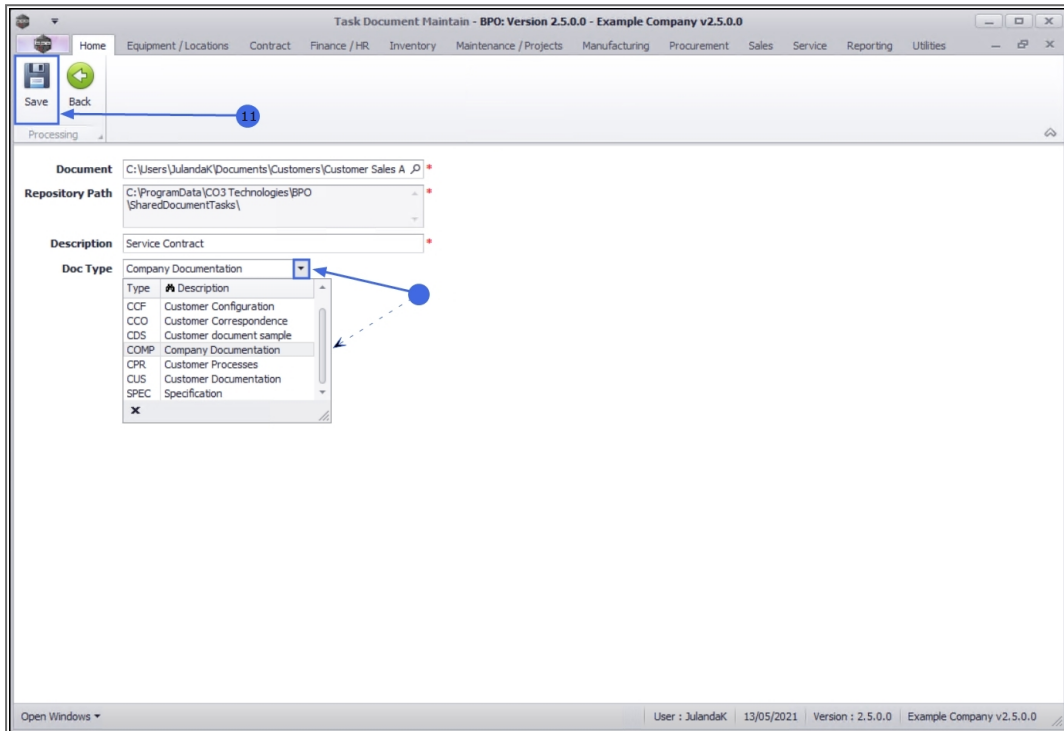 Task Document Maintain - BPO: Version 2.5.0.0 - Example Company v2.5.0.0
Home Equipment / Locations Contract Finance / HR Inventory Maintenance / Projects Manufacturing Procurement Sales Service Reporting Utilities
Save Back
11
Processing
Document C:\Users\JulandaK\Documents\Customers\Customer Sales A *
Repository Path C:\ProgramData\CO3 Technologies\BPO
\SharedDocumentTasks\ *
Description Service Contract *
Doc Type Company Documentation
Type Description
CCF Customer Configuration
CCO Customer Correspondence
CDS Customer document sample
COMP Company Documentation
CPR Customer Processes
CUS Customer Documentation
SPEC Specification
Open Windows User : JulandaK 13/05/2021 Version : 2.5.0.0 Example Company v2.5.0.0